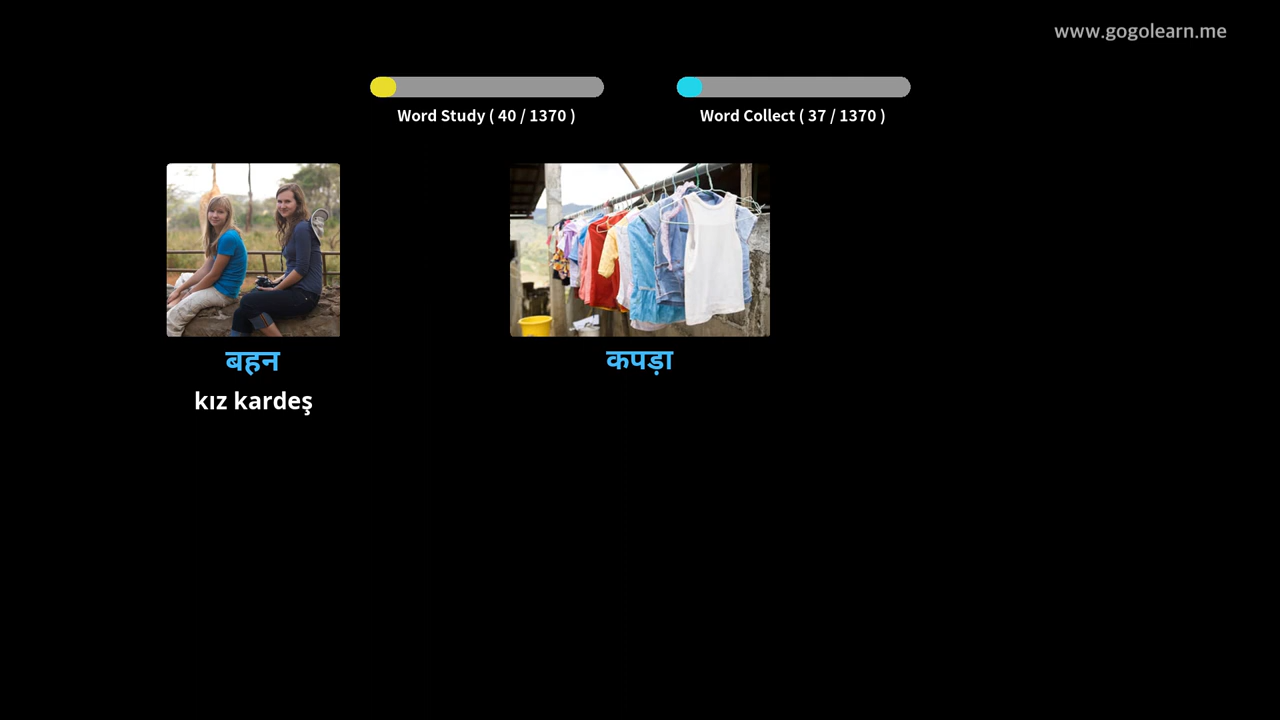 www.gogolearn.me
Word Study ( 40 / 1370 )
Word Collect ( 37 / 1370 )
बहन
kız kardeş
कपड़ा